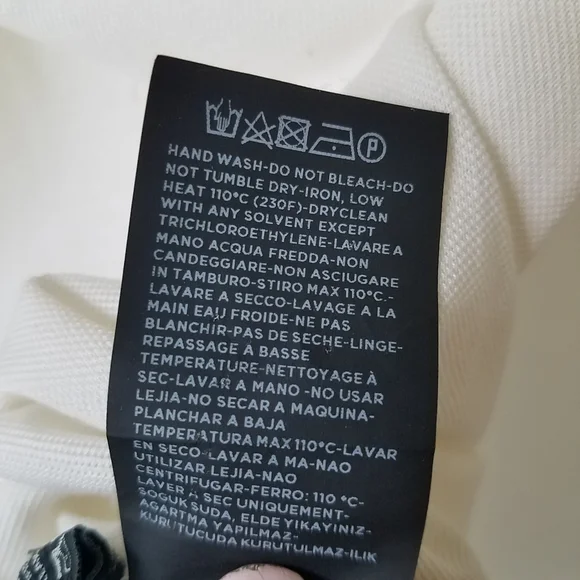 P
HAND WASH-DO NOT BLEACH-DO
NOT TUMBLE DRY-IRON, LOW
HEAT 110°C (230F)-DRYCLEAN
WITH ANY SOLVENT EXCEPT
TRICHLOROETHYLENE-LAVARE A
MANO ACQUA FREDDA-NON
CANDEGGIARE-NON ASCIUGARE
IN TAMBURO-STIRO MAX 110°C.-
LAVARE A SECCO-LAVAGE A LA
MAIN EAU FROIDE-NE PAS
BLANCHIR-PAS DE SECHE-LINGE-
REPASSAGE À BASSE
TEMPERATURE-NETTOYAGE À
SEC-LAVAR A MANO -NO USAR
LEJIA-NO SECAR A MAQUINA-
PLANCHAR A BAJA
TEMPERATURA MAX 110°C-LAVAR
EN SECO-LAVAR A MA-NAO
UTILIZAR LEJIA-NAO
CENTRIFUGAR-FERRO: 110 °C-
LAVER À SEC UNIQUEMENT-
SOGUK SUDA, ELDE YIKAYINIZ-
AGARTMA YAPILMAZ-
KURUTUCUDA KURUTULMAZ-ILIK